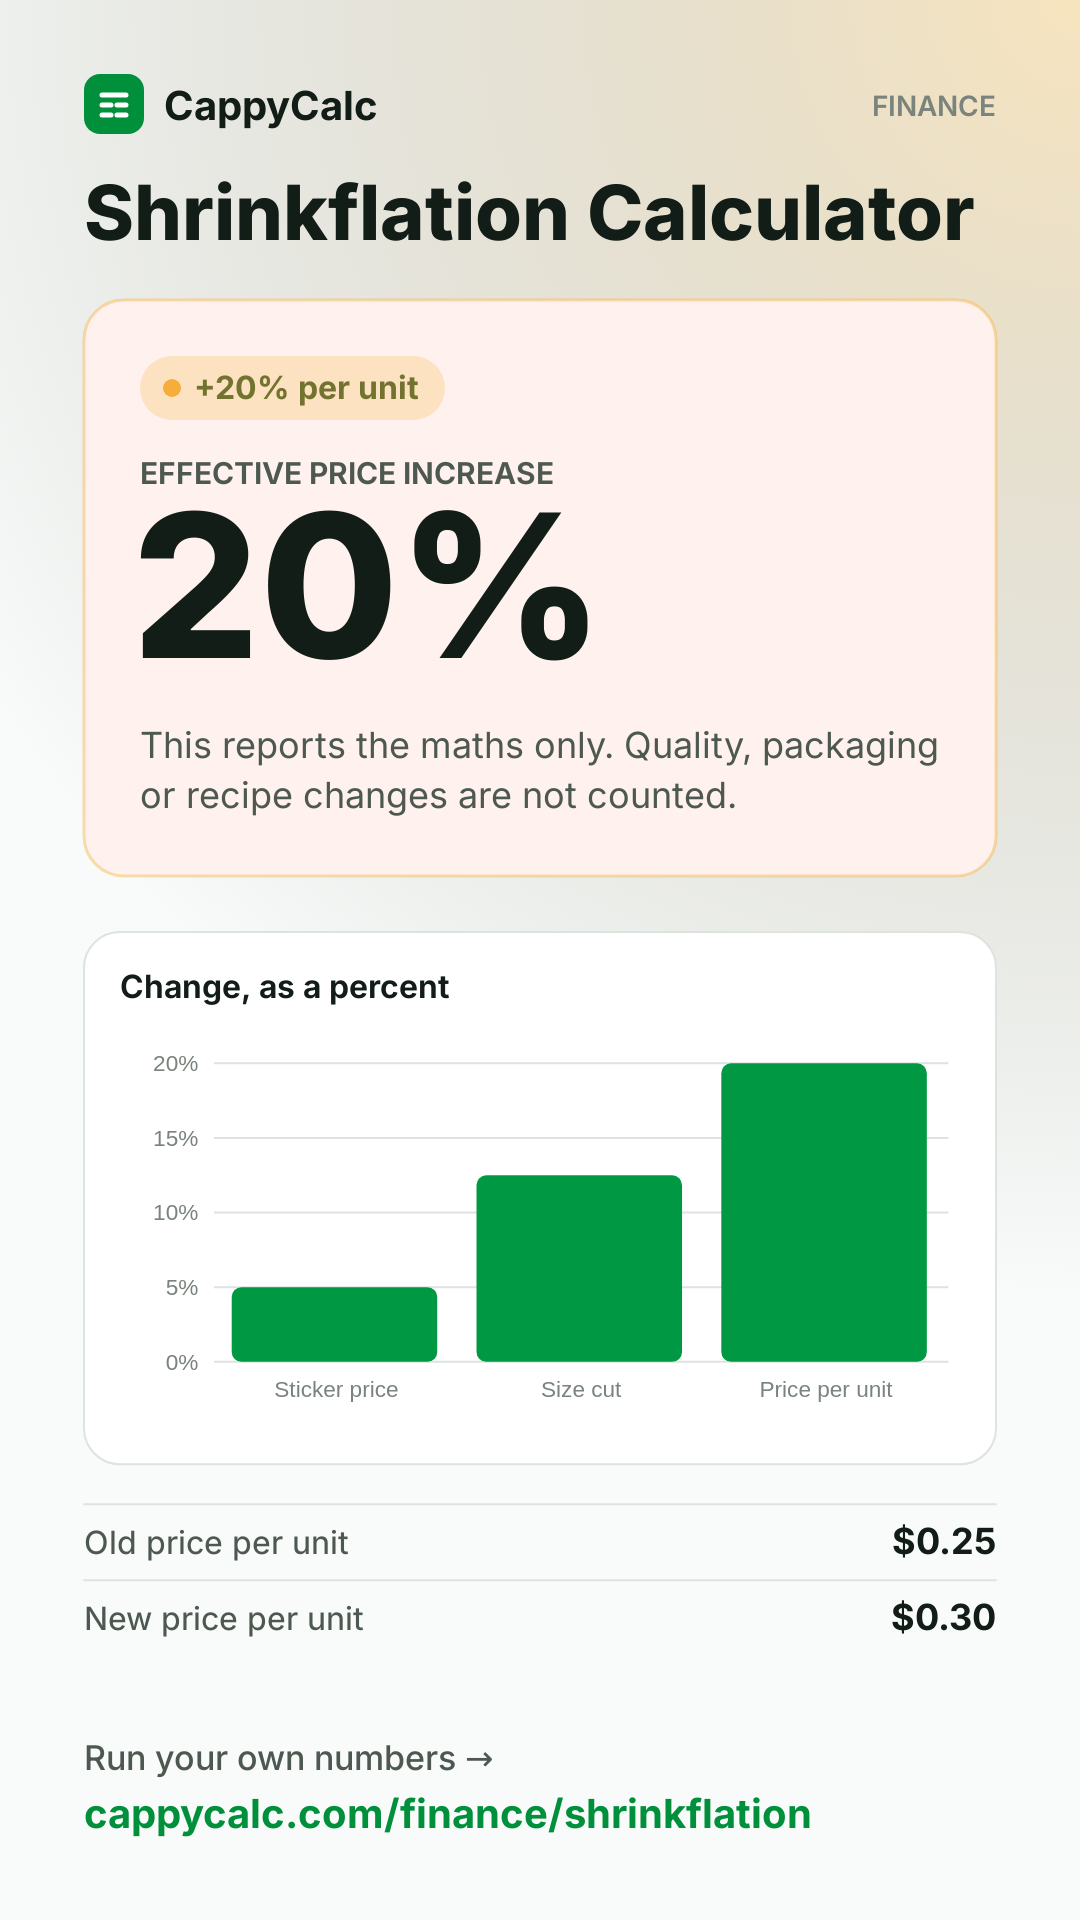 CappyCalc
FINANCE
Shrinkflation Calculator
+20% per unit
EFFECTIVE PRICE INCREASE
20%
This reports the maths only. Quality, packaging
or recipe changes are not counted.
Change, as a percent
20%
15%
10%
5%
0%
Sticker price
Size cut
Price per unit
Old price per unit
$0.25
New price per unit
$0.30
Run your own numbers →
cappycalc.com/finance/shrinkflation